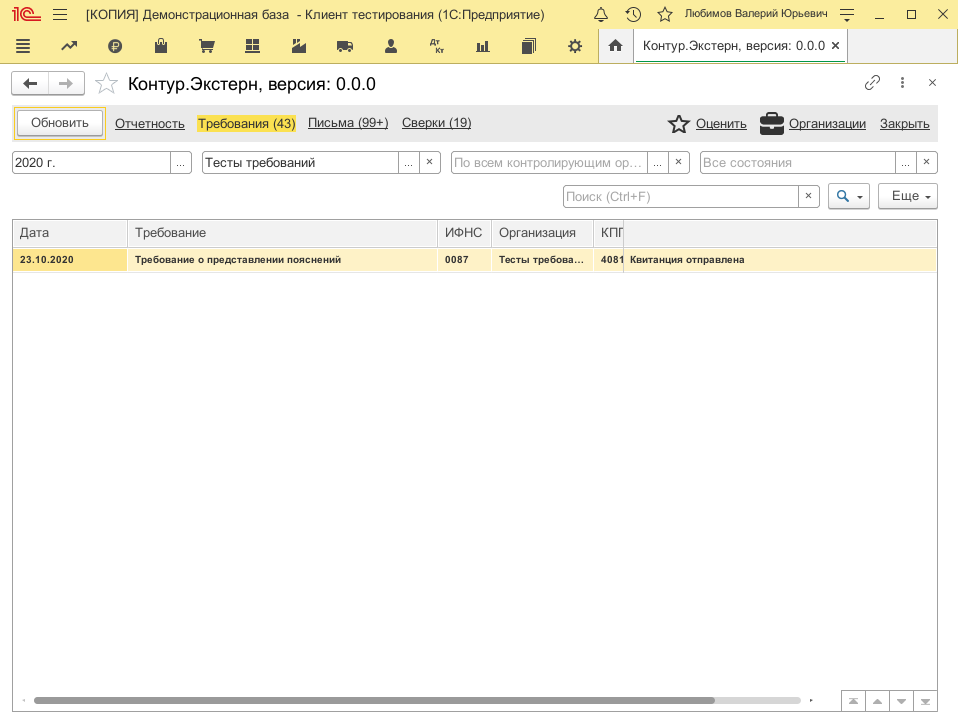 1С [КОПИЯ] Демонстрационная база - Клиент тестирования (1С:Предприятие) Любимов Валерий Юрьевич
Дт Кт Контур.Экстерн, версия: 0.0.0 ×
Контур.Экстерн, версия: 0.0.0
Обновить Отчетность Требования (43) Письма (99+) Сверки (19) Оценить Организации Закрыть
2020 г. ... Тесты требований ... × По всем контролирующим ор... ... × Все состояния ... ×
Поиск (Ctrl+F) × Еще
Дата Требование ИФНС Организация КПП
23.10.2020 Требование о представлении пояснений 0087 Тесты требова... 4081 Квитанция отправлена